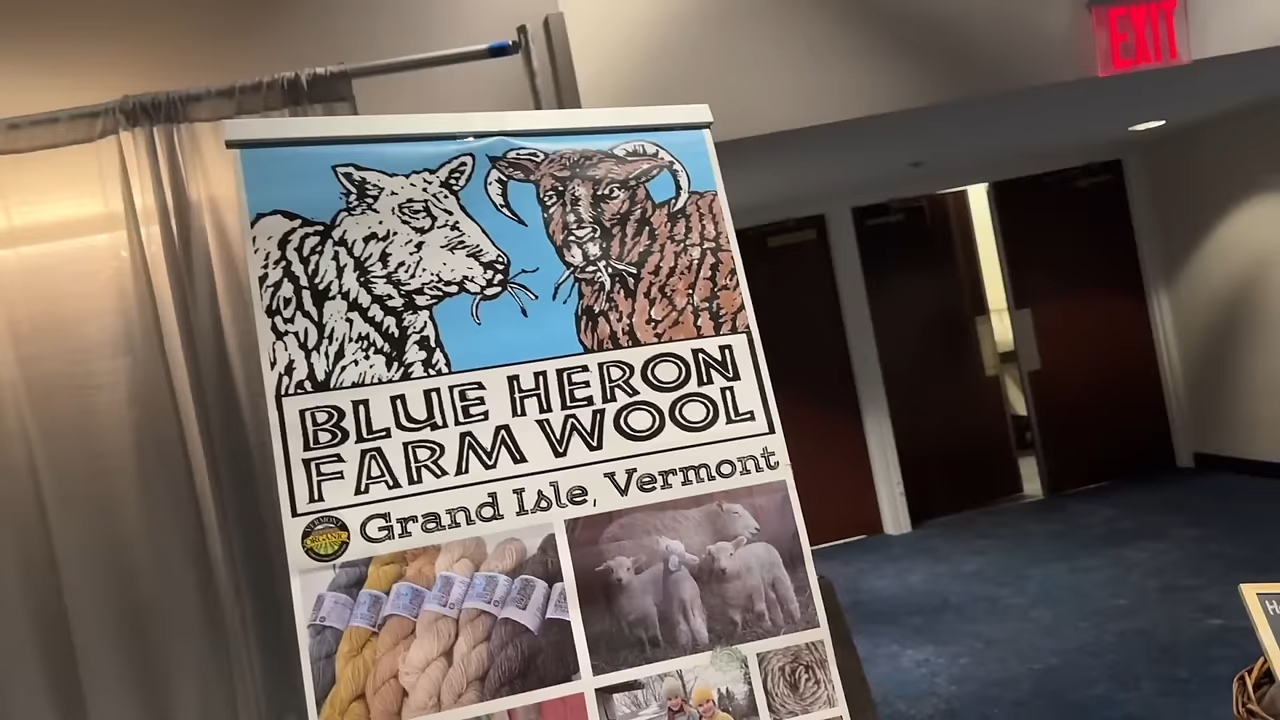 EXIT
BLUE HERON
FARM WOOL
Grand Isle, Vermont
VERMONT
ORGANIC
H